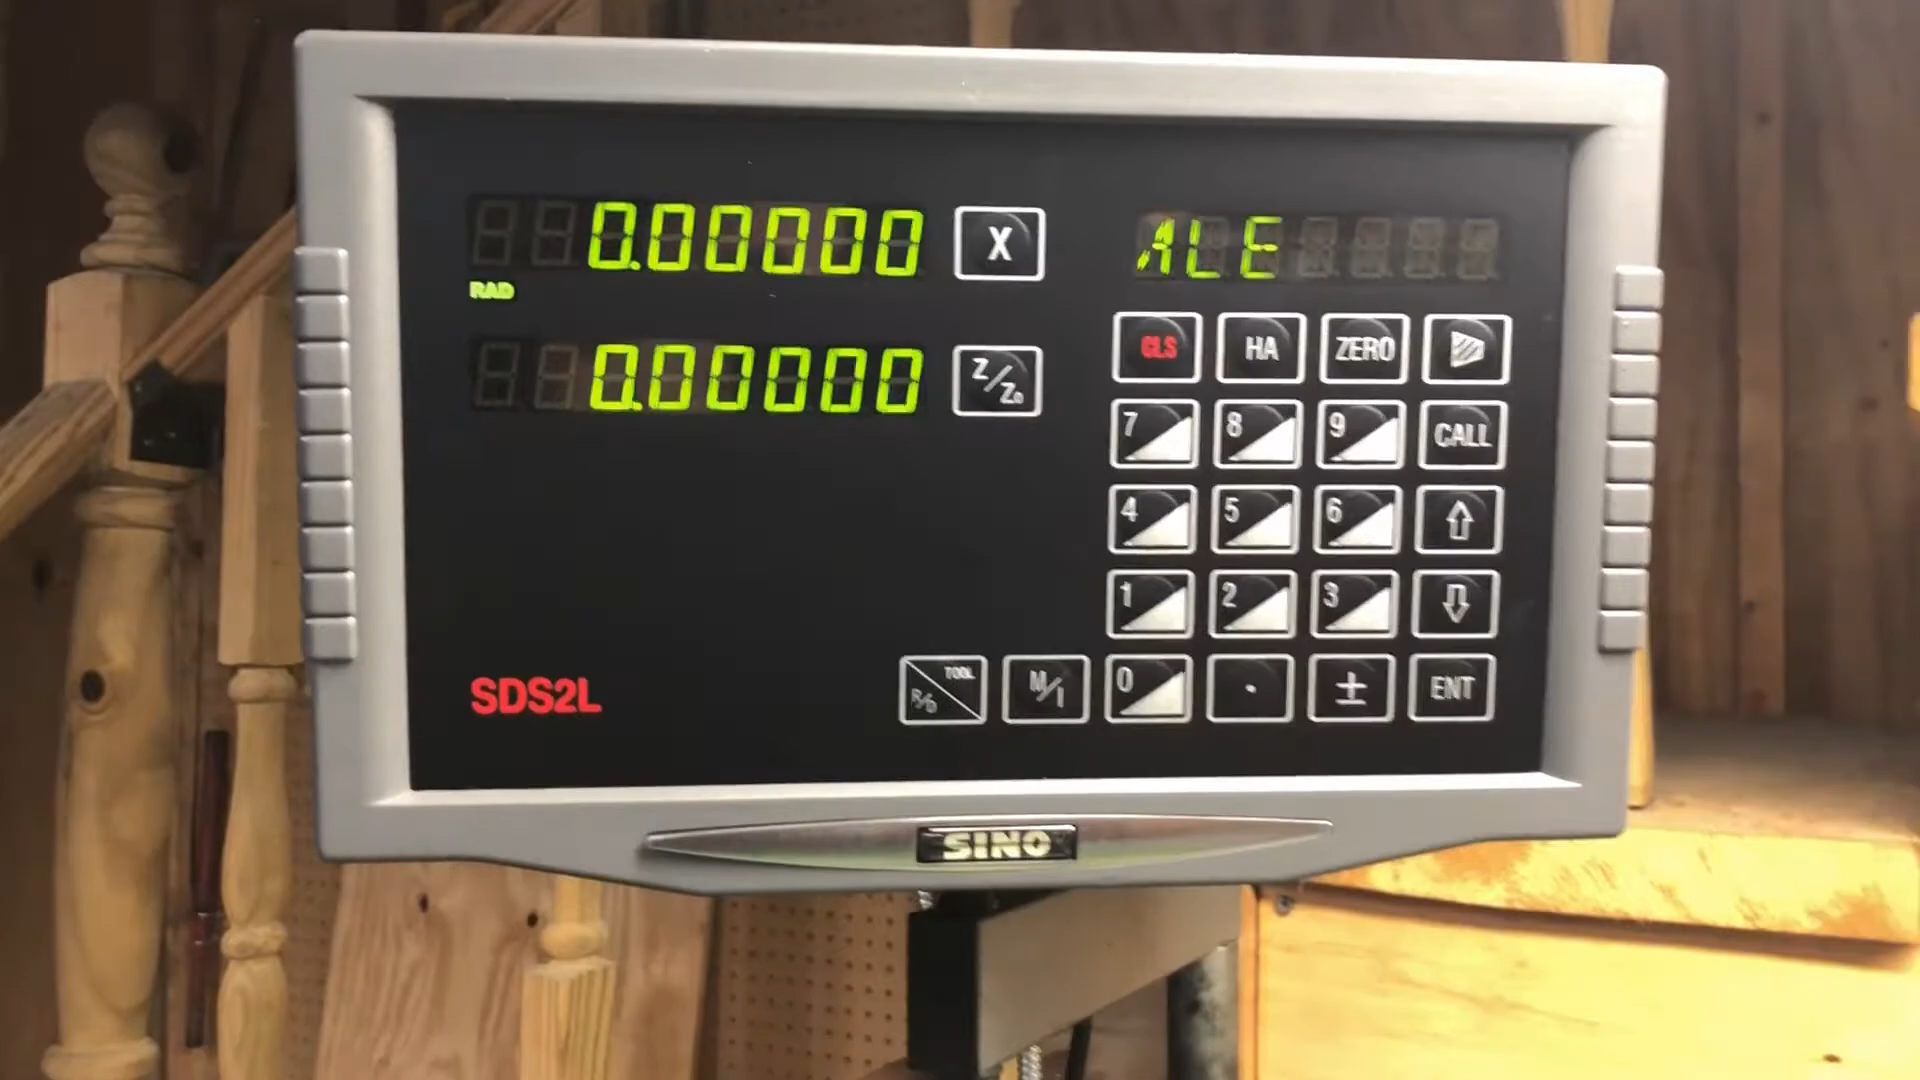 0.00000 X ALE
RAD
0.00000 Z/Z₀
CLS HA ZERO
7 8 9 CALL
4 5 6
1 2 3
R/D TOOL M/I 0 . ± ENT
SDS2L
SINO